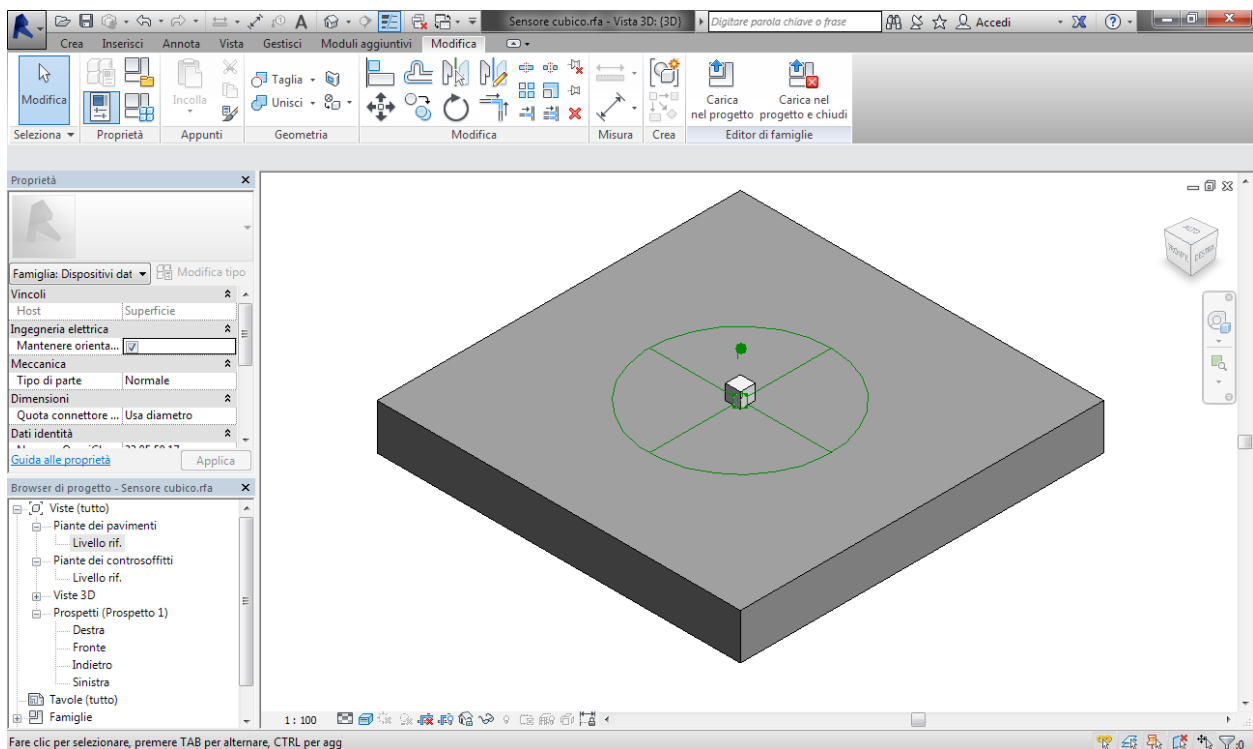 Sensore cubico.rfa - Vista 3D: {3D}
Digitare parola chiave o frase
Accedi
Crea Inserisci Annota Vista Gestisci Moduli aggiuntivi Modifica
Modifica
Incolla
Taglia
Unisci
Carica nel progetto
Carica nel progetto e chiudi
Seleziona Proprietà Appunti Geometria Modifica Misura Crea Editor di famiglie
Proprietà
Famiglia: Dispositivi dat Modifica tipo
Vincoli
Host Superficie
Ingegneria elettrica
Mantenere orienta...
Meccanica
Tipo di parte Normale
Dimensioni
Quota connettore ... Usa diametro
Dati identità
Guida alle proprietà Applica
Browser di progetto - Sensore cubico.rfa
Viste (tutto)
Piante dei pavimenti
Livello rif.
Piante dei controsoffitti
Livello rif.
Viste 3D
Prospetti (Prospetto 1)
Destra
Fronte
Indietro
Sinistra
Tavole (tutto)
Famiglie
ALTO
FRONTE
DESTRA
1 : 100
Fare clic per selezionare, premere TAB per alternare, CTRL per agg
:0